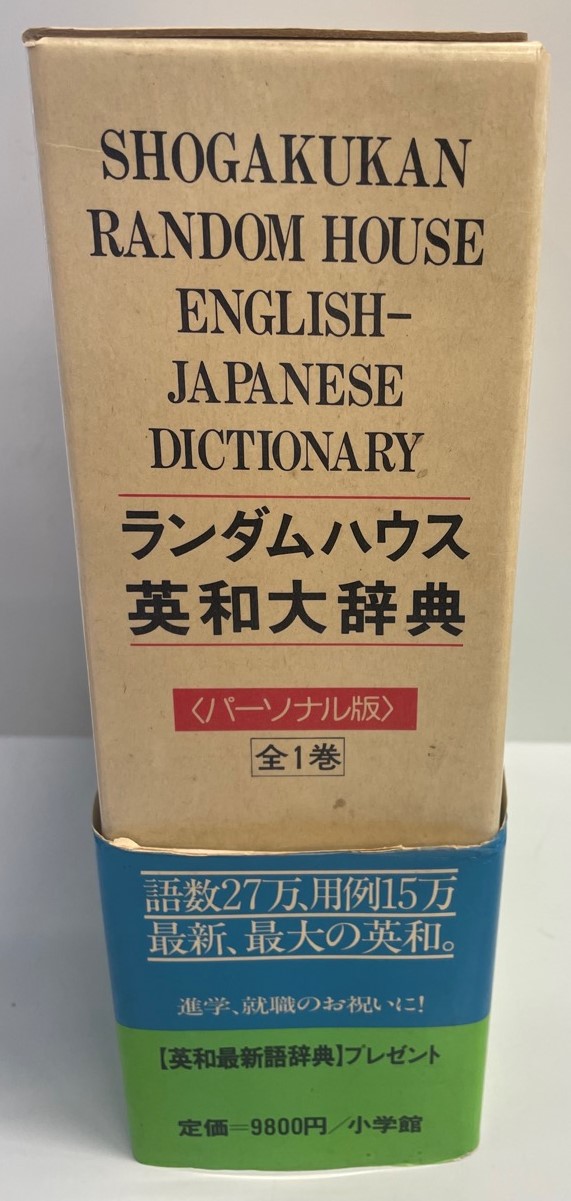 SHOGAKUKAN
RANDOM HOUSE
ENGLISH–
JAPANESE
DICTIONARY
ランダムハウス
英和大辞典
〈パーソナル版〉
全1巻
語数27万、用例15万
最新、最大の英和。
進学、就職のお祝いに!
【英和最新語辞典】プレゼント
定価=9800円/小学館